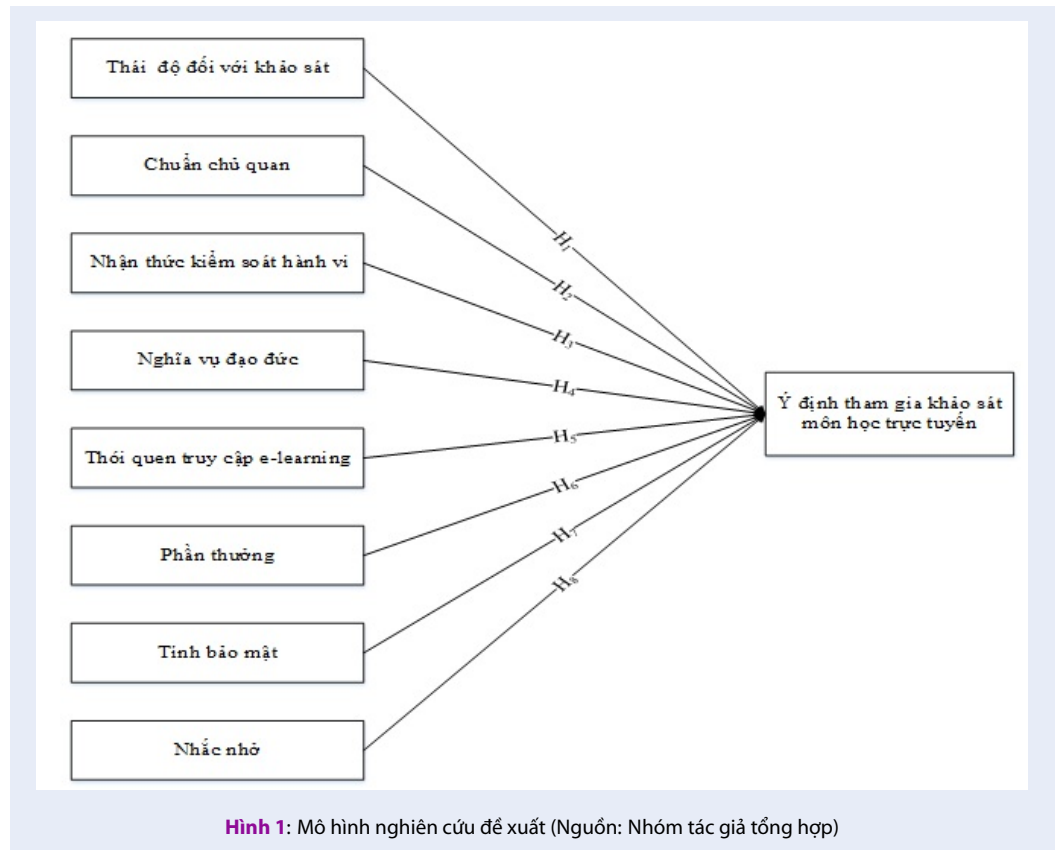 Thái độ đối với khảo sát
Chuẩn chủ quan
Nhận thức kiểm soát hành vi
Nghĩa vụ đạo đức
Thói quen truy cập e-learning
Phần thưởng
Tính bảo mật
Nhắc nhở
H1
H2
H3
H4
H5
H6
H7
H8
Ý định tham gia khảo sát
môn học trực tuyến
Hình 1: Mô hình nghiên cứu đề xuất (Nguồn: Nhóm tác giả tổng hợp)